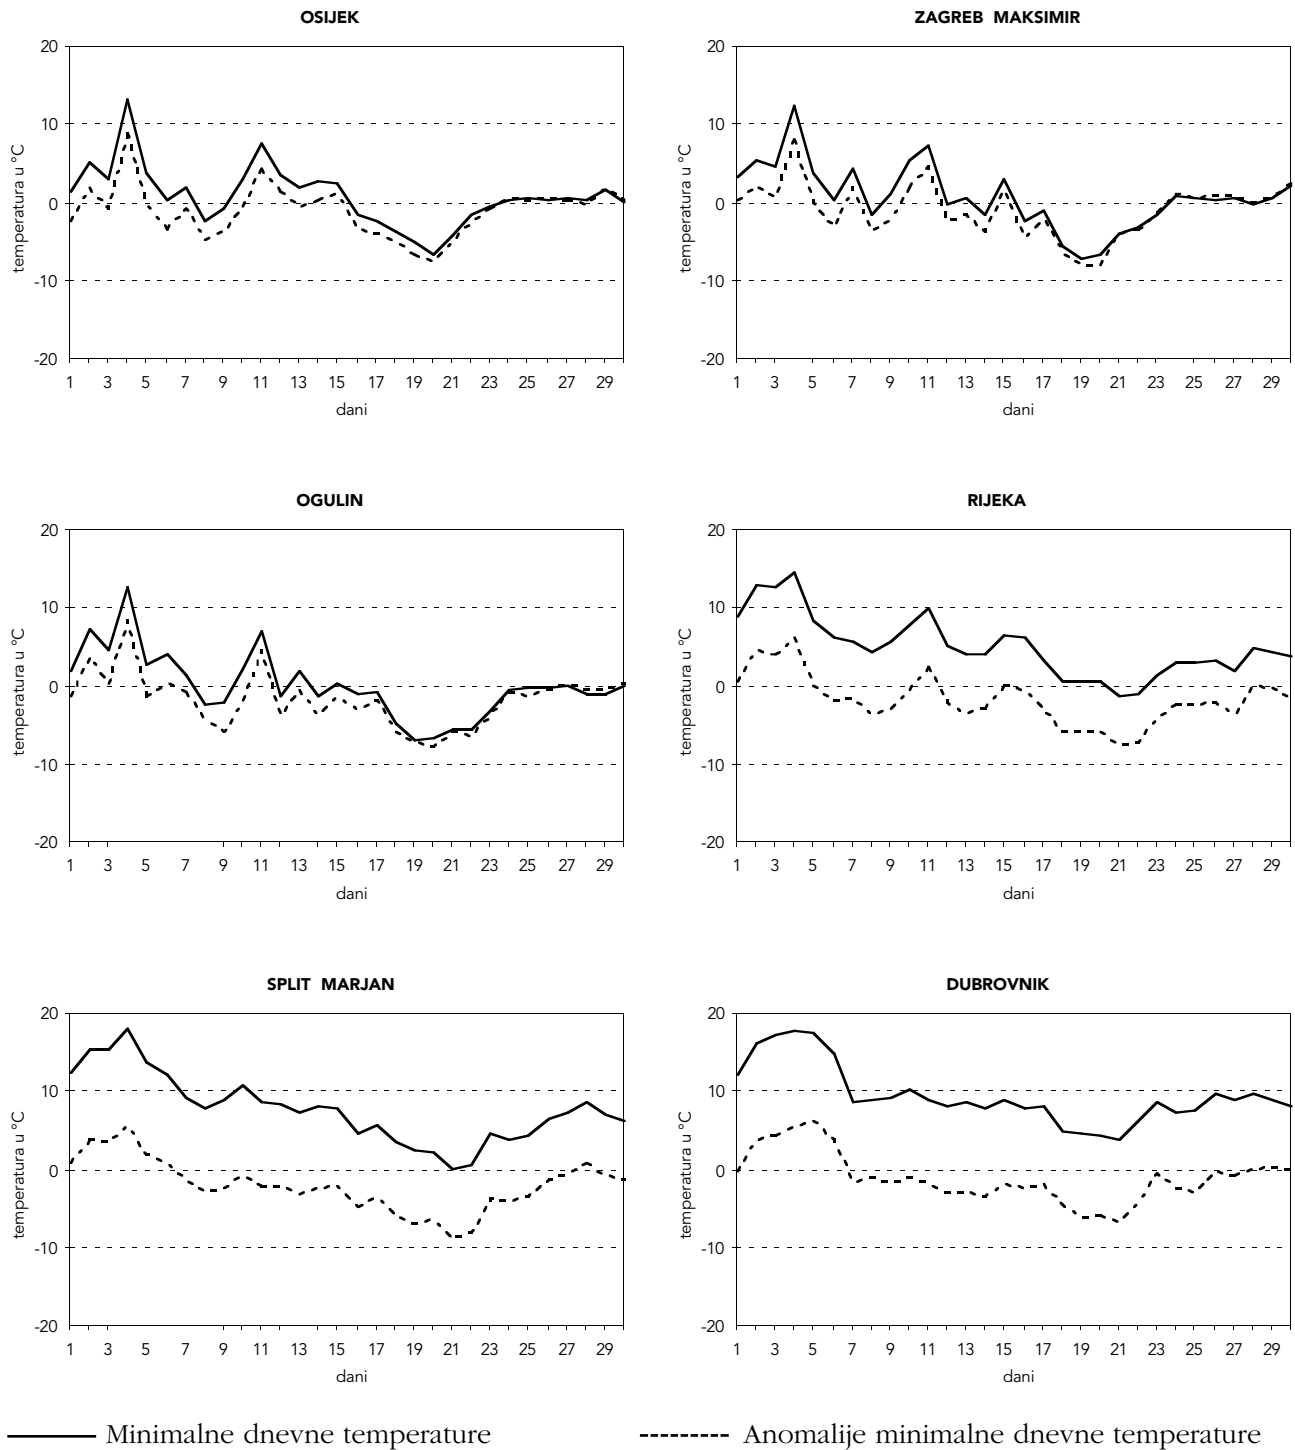 OSIJEK
20
10
0
-10
-20
temperatura u °C
1 3 5 7 9 11 13 15 17 19 21 23 25 27 29
dani
ZAGREB MAKSIMIR
20
10
0
-10
-20
temperatura u °C
1 3 5 7 9 11 13 15 17 19 21 23 25 27 29
dani
OGULIN
20
10
0
-10
-20
temperatura u °C
1 3 5 9 11 13 15 17 19 21 23 25 27 29
dani
RIJEKA
20
10
0
-10
-20
temperatura u °C
1 3 5 7 9 11 13 15 17 19 21 23 25 27 29
dani
SPLIT MARJAN
20
10
0
-10
-20
temperatura u °C
1 3 5 7 9 11 13 15 17 19 21 23 25 27 29
dani
DUBROVNIK
20
10
0
-10
-20
temperatura u °C
1 3 5 7 9 11 13 15 17 19 21 23 25 27 29
dani
Minimalne dnevne temperature
Anomalije minimalne dnevne temperature